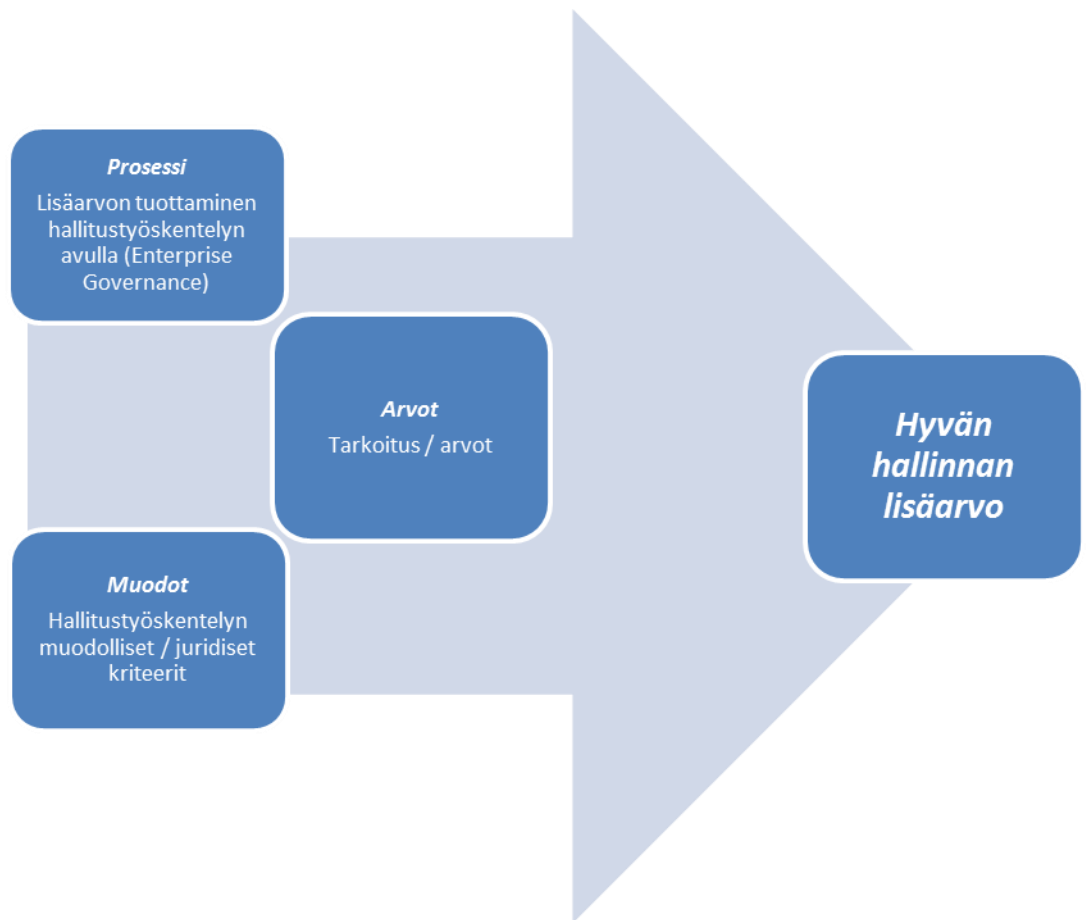 Prosessi
Lisäarvon tuottaminen
hallitustyöskentelyn
avulla (Enterprise
Governance)
Arvot
Tarkoitus / arvot
Muodot
Hallitustyöskentelyn
muodolliset / juridiset
kriteerit
Hyvän
hallinnan
lisäarvo